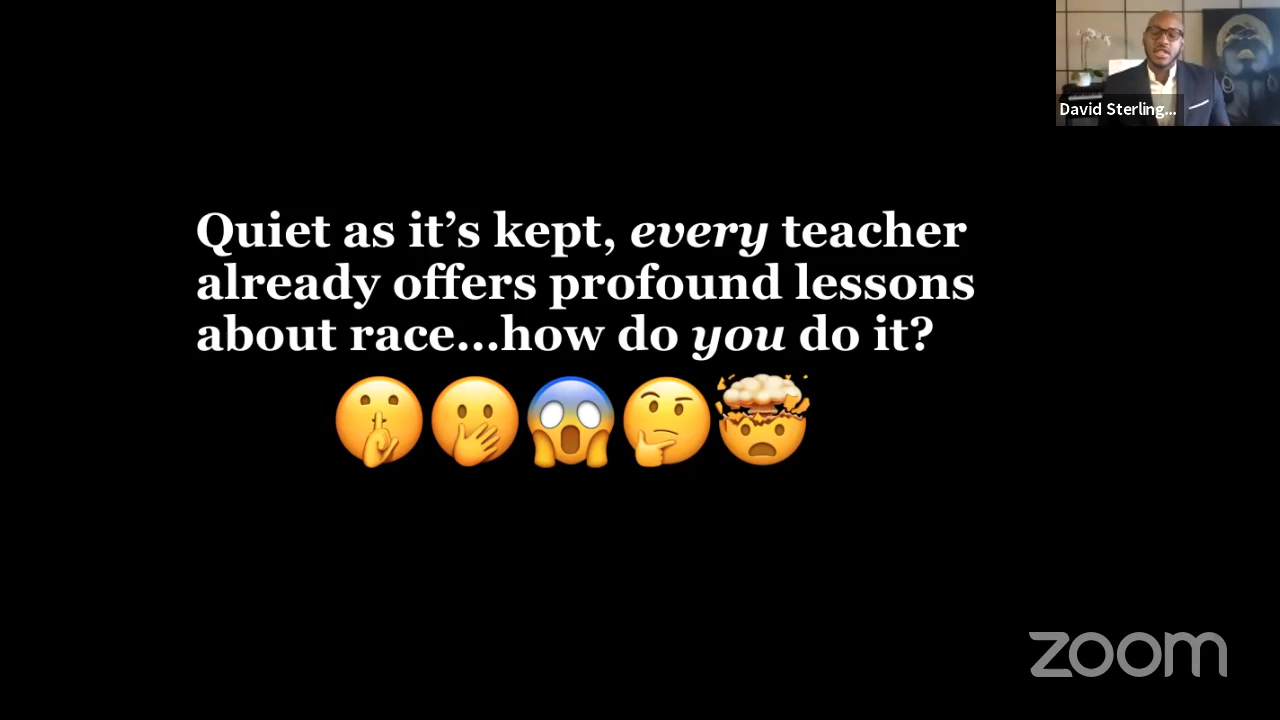 David Sterling...
Quiet as it’s kept, every teacher
already offers profound lessons
about race...how do you do it?
zoom